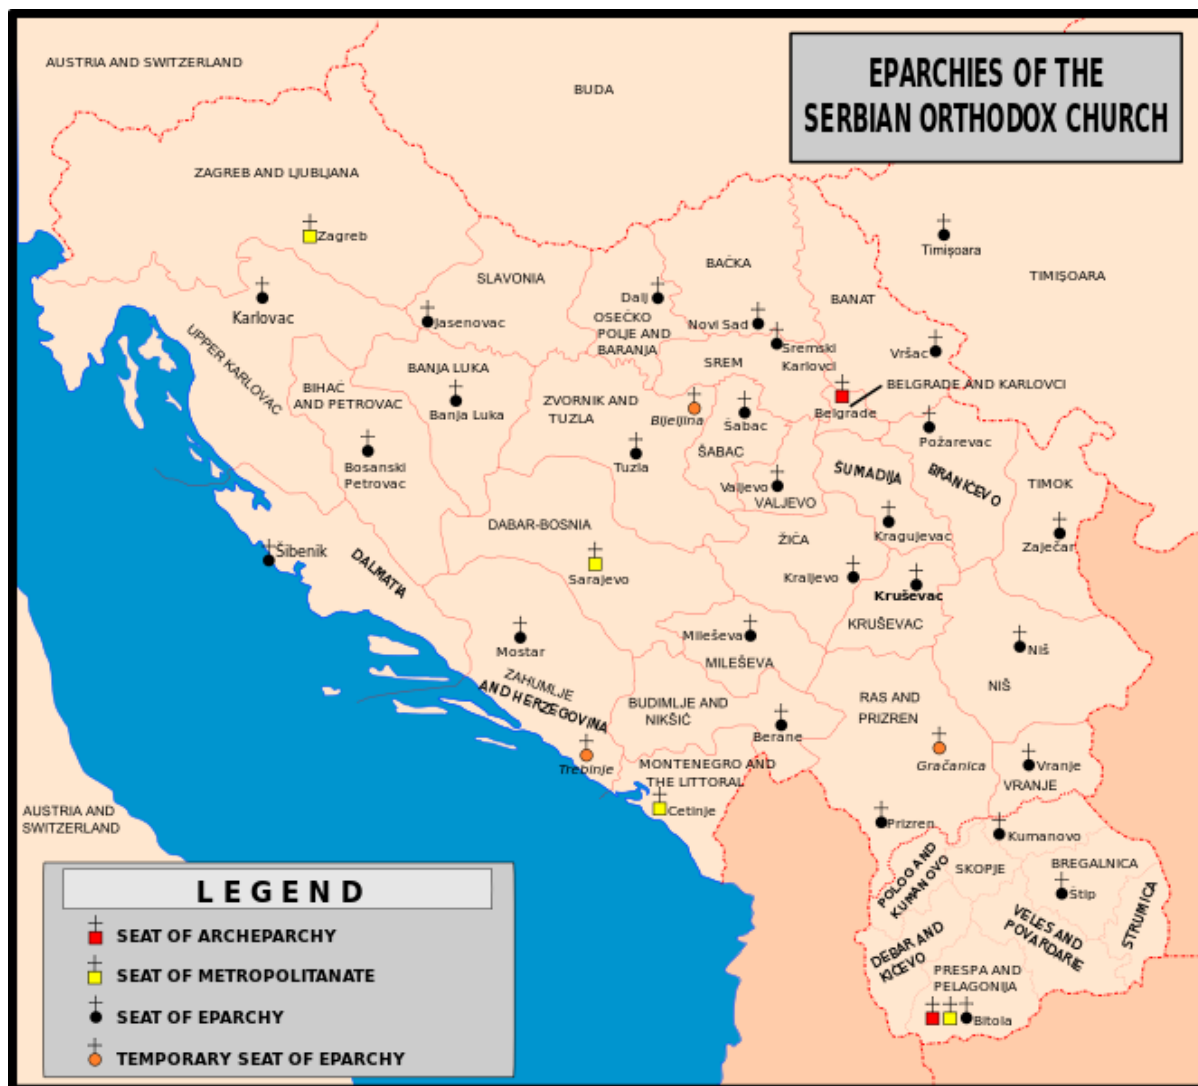 EPARCHIES OF THE
SERBIAN ORTHODOX CHURCH
AUSTRIA AND SWITZERLAND
BUDA
ZAGREB AND LJUBLJANA
Zagreb
Timişoara
TIMIŞOARA
SLAVONIA
BAČKA
BANAT
Karlovac
Jasenovac
Dalj
OSEČKO
POLJE AND
BARANJA
Novi Sad
Sremski
Karlovci
Vršac
UPPER KARLOVAC
BIHAĆ
AND PETROVAC
BANJA LUKA
Banja Luka
SREM
BELGRADE AND KARLOVCI
Belgrade
ZVORNIK AND
TUZLA
Bijeljina
Šabac
ŠABAC
Požarevac
Bosanski
Petrovac
Tuzla
Valjevo
VALJEVO
ŠUMADIJA
BRANIČEVO
TIMOK
DABAR-BOSNIA
ŽIČA
Kragujevac
Zaječar
Šibenik
DALMATIA
Sarajevo
Kraljevo
Kruševac
KRUŠEVAC
Mostar
Mileševa
MILEŠEVA
Niš
NIŠ
ZAHUMLJE
AND HERZEGOVINA
BUDIMLJE AND
NIKŠIĆ
Berane
RAS AND
PRIZREN
Trebinje
MONTENEGRO AND
THE LITTORAL
Cetinje
Gračanica
Vranje
VRANJE
AUSTRIA AND
SWITZERLAND
Prizren
Kumanovo
POLOG AND
KUMANOVO
SKOPJE
BREGALNICA
Štip
STRUMICA
VELES AND
POVARDARIE
DEBAR AND
KIČEVO
PRESPA AND
PELAGONIJA
Bitola
LEGEND
SEAT OF ARCHEPARCHY
SEAT OF METROPOLITANATE
SEAT OF EPARCHY
TEMPORARY SEAT OF EPARCHY